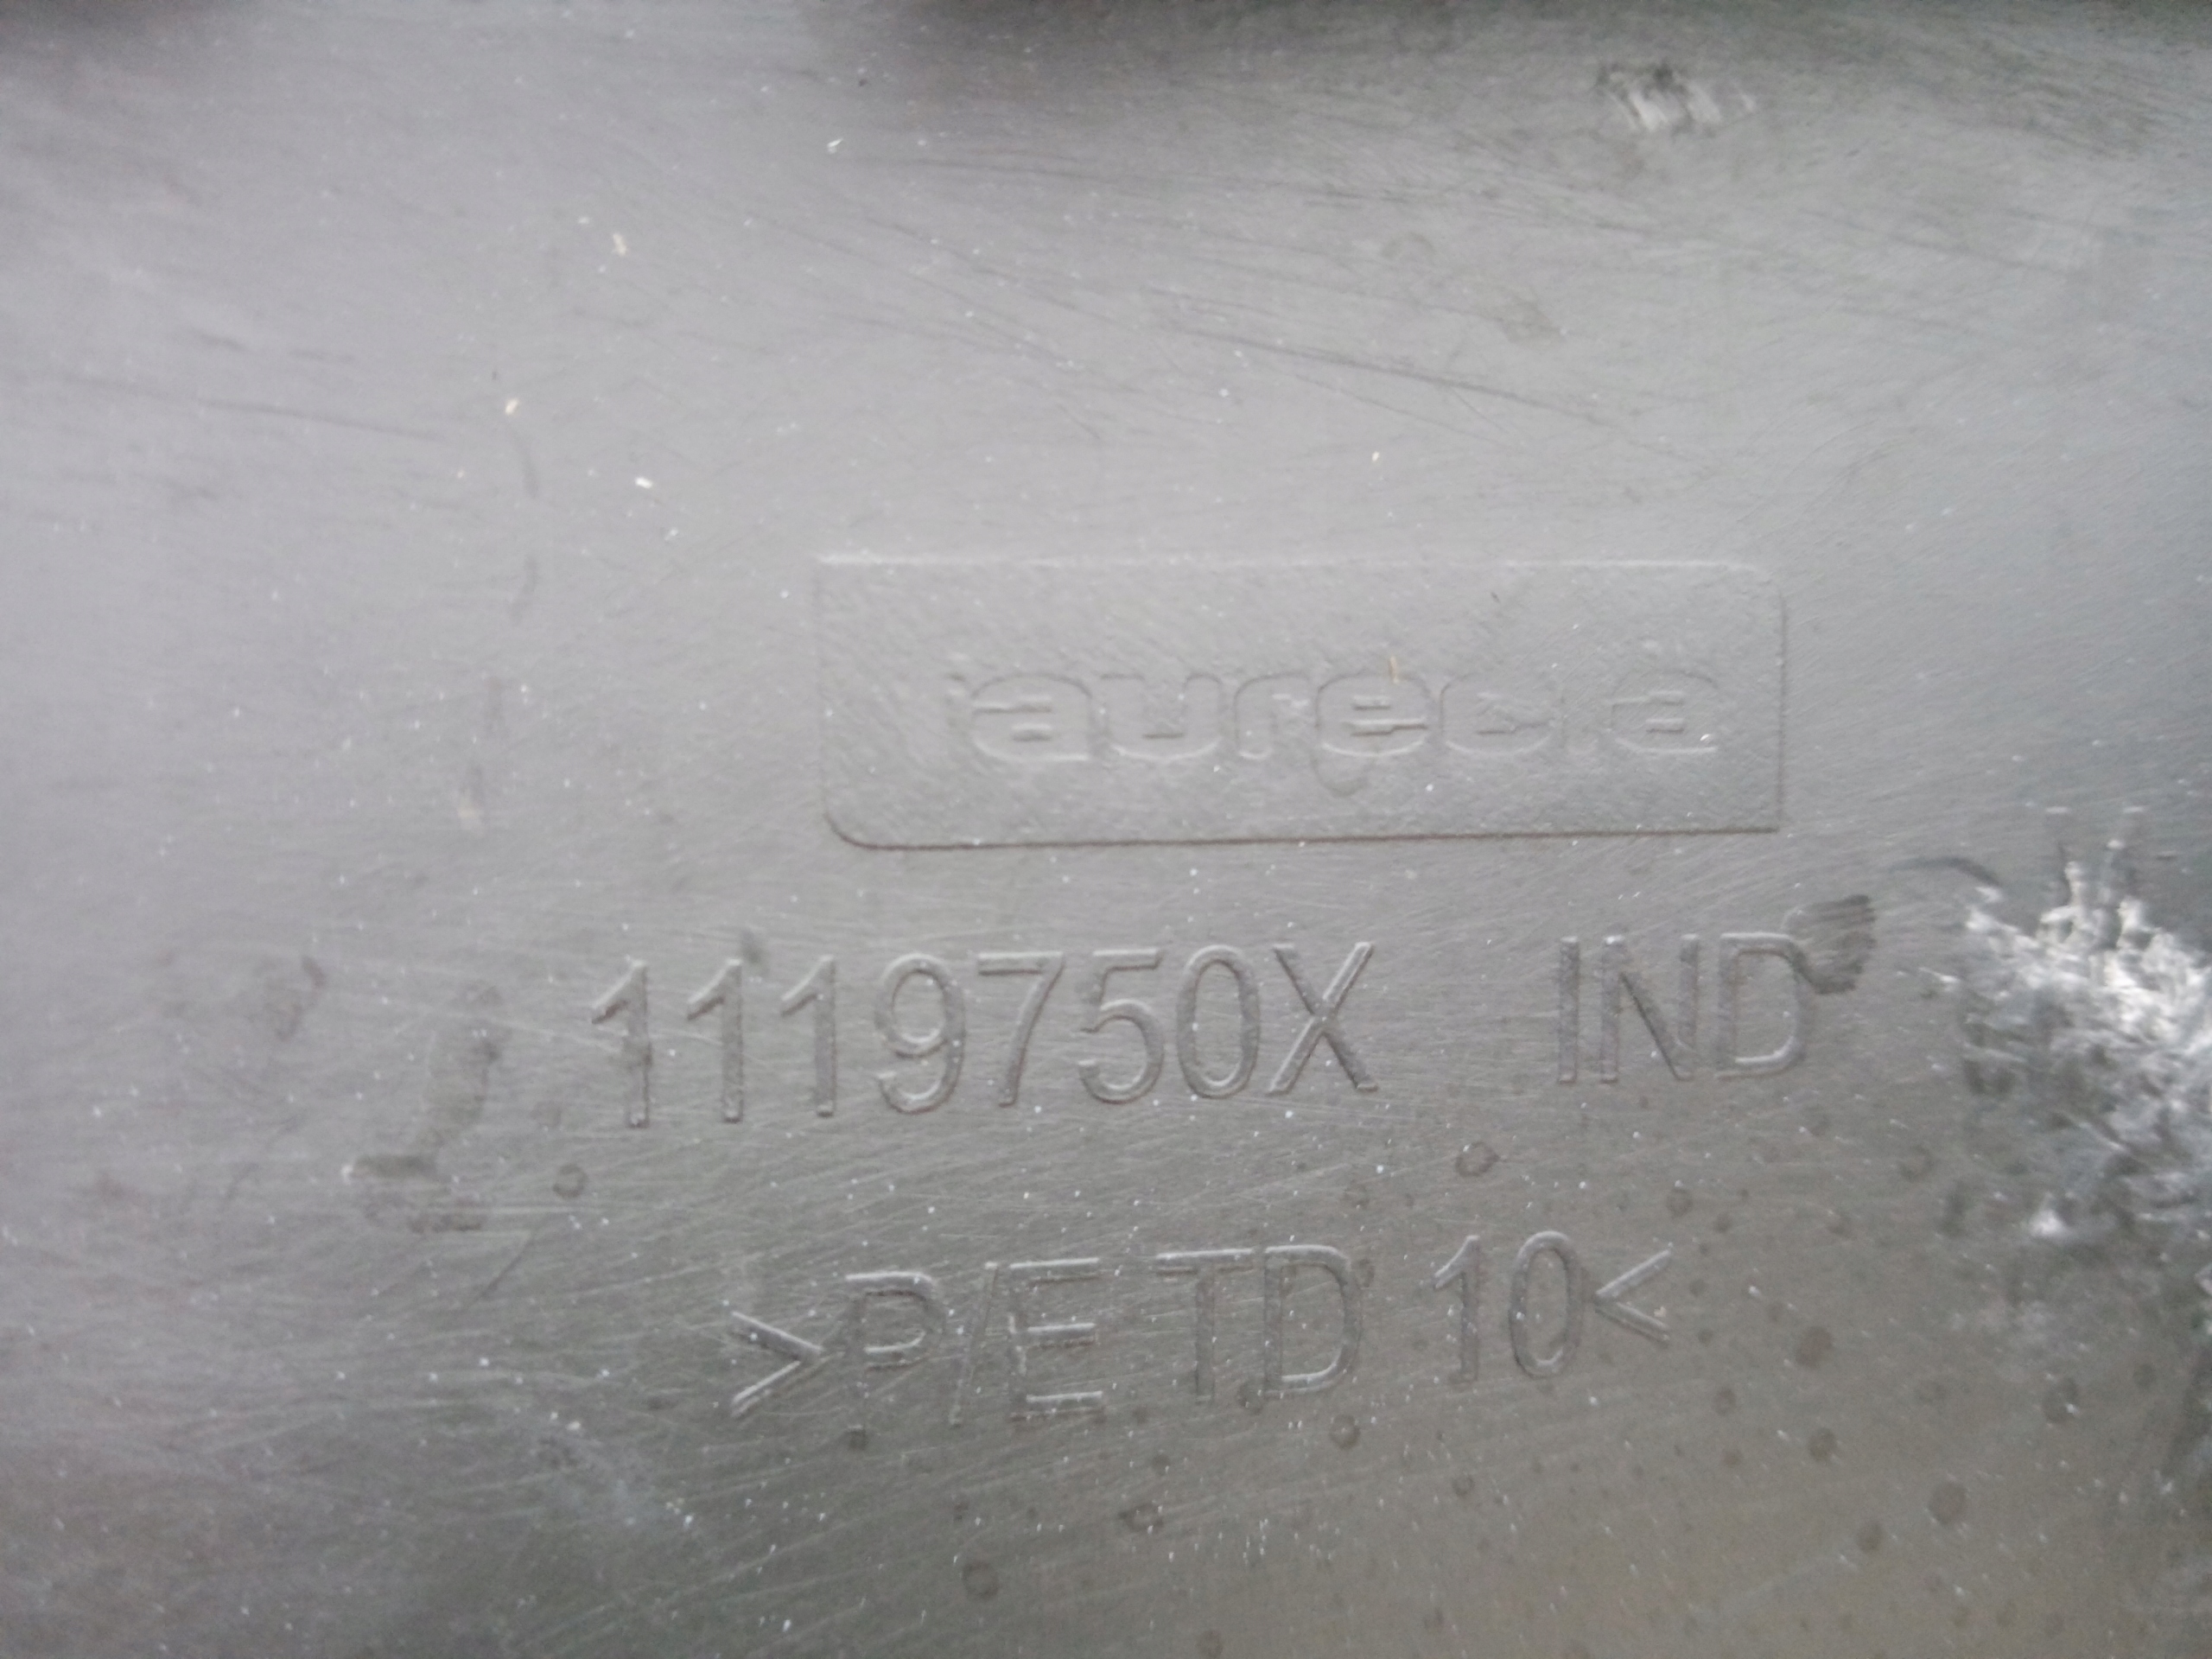 faurecia
1119750X IND
>P/E TD 10<